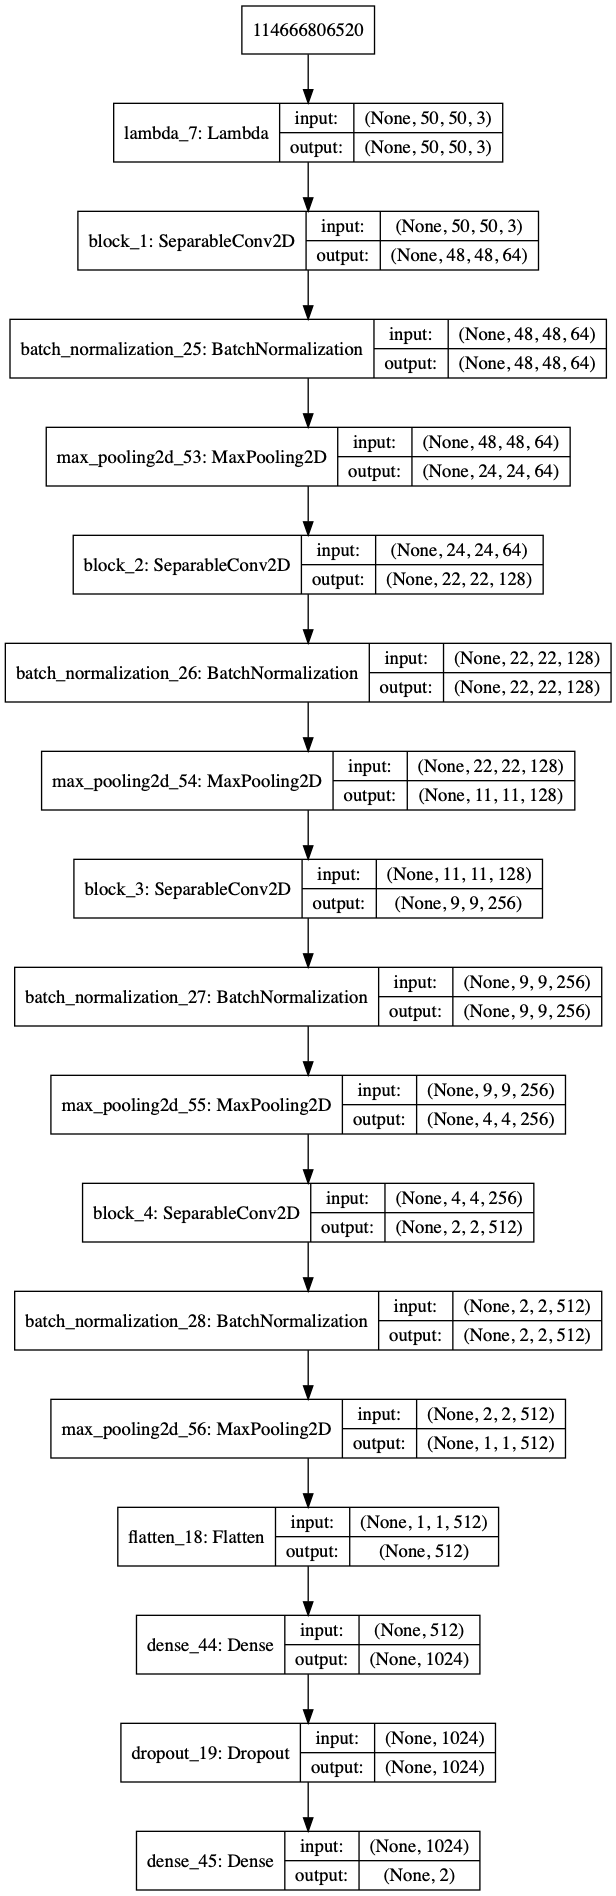 114666806520
lambda_7: Lambda
input: (None, 50, 50, 3)
output: (None, 50, 50, 3)
block_1: SeparableConv2D
input: (None, 50, 50, 3)
output: (None, 48, 48, 64)
batch_normalization_25: BatchNormalization
input: (None, 48, 48, 64)
output: (None, 48, 48, 64)
max_pooling2d_53: MaxPooling2D
input: (None, 48, 48, 64)
output: (None, 24, 24, 64)
block_2: SeparableConv2D
input: (None, 24, 24, 64)
output: (None, 22, 22, 128)
batch_normalization_26: BatchNormalization
input: (None, 22, 22, 128)
output: (None, 22, 22, 128)
max_pooling2d_54: MaxPooling2D
input: (None, 22, 22, 128)
output: (None, 11, 11, 128)
block_3: SeparableConv2D
input: (None, 11, 11, 128)
output: (None, 9, 9, 256)
batch_normalization_27: BatchNormalization
input: (None, 9, 9, 256)
output: (None, 9, 9, 256)
max_pooling2d_55: MaxPooling2D
input: (None, 9, 9, 256)
output: (None, 4, 4, 256)
block_4: SeparableConv2D
input: (None, 4, 4, 256)
output: (None, 2, 2, 512)
batch_normalization_28: BatchNormalization
input: (None, 2, 2, 512)
output: (None, 2, 2, 512)
max_pooling2d_56: MaxPooling2D
input: (None, 2, 2, 512)
output: (None, 1, 1, 512)
flatten_18: Flatten
input: (None, 1, 1, 512)
output: (None, 512)
dense_44: Dense
input: (None, 512)
output: (None, 1024)
dropout_19: Dropout
input: (None, 1024)
output: (None, 1024)
dense_45: Dense
input: (None, 1024)
output: (None, 2)